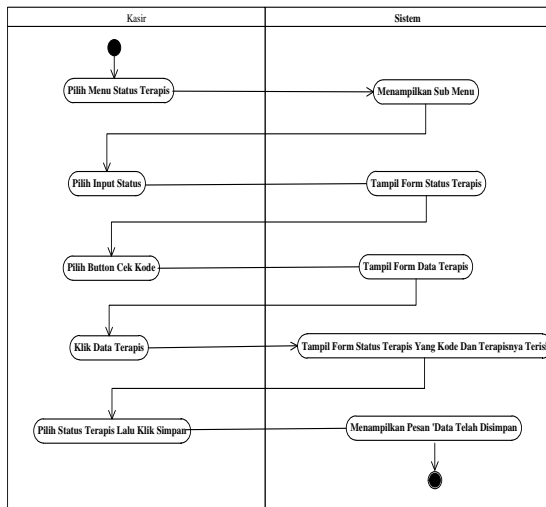 Kasir
Sistem
Pilih Menu Status Terapis
Menampilkan Sub Menu
Pilih Input Status
Tampil Form Status Terapis
Pilih Button Cek Kode
Tampil Form Data Terapis
Klik Data Terapis
Tampil Form Status Terapis Yang Kode Dan Terapisnya Terisi
Pilih Status Terapis Lalu Klik Simpan
Menampilkan Pesan 'Data Telah Disimpan